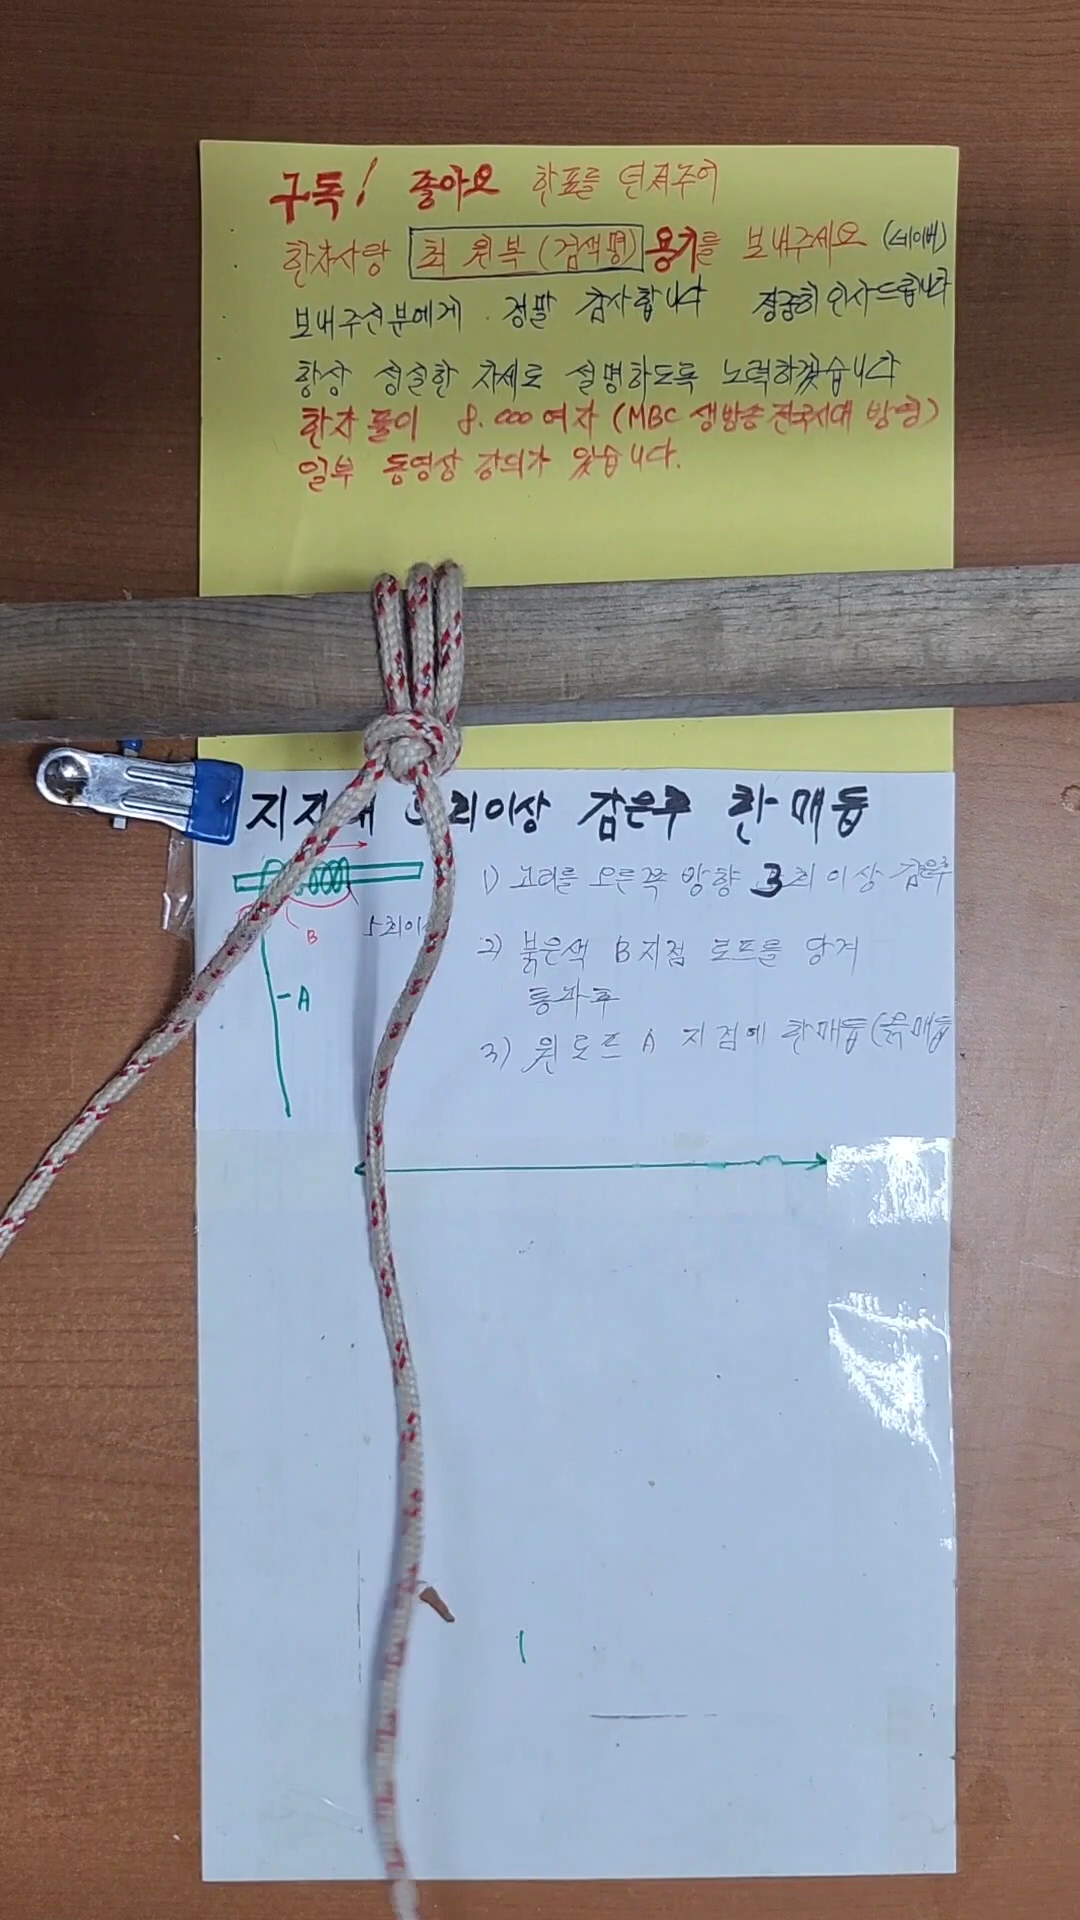 구독! 좋아요 한표를 던져주어
한자사랑 최원복(검색명) 용기를 보내주세요 (네이버)
보내주신분에게 정말 감사합니다 정중히 인사드립니다
항상 성실한 자세로 설명하도록 노력하겠습니다
한자 풀이 8.000여자 (MBC 생방송 전국시대 방영)
일부 동영상 강의가 있습니다.
이상 감은후 한매듭
1) 고리를 오른쪽 방향 3회이상 감은후
B
5회이
2) 붉은색 B지점 로프를 당겨
통과후
A
3) 원로프 A 지점에 한매듭(옭매듭